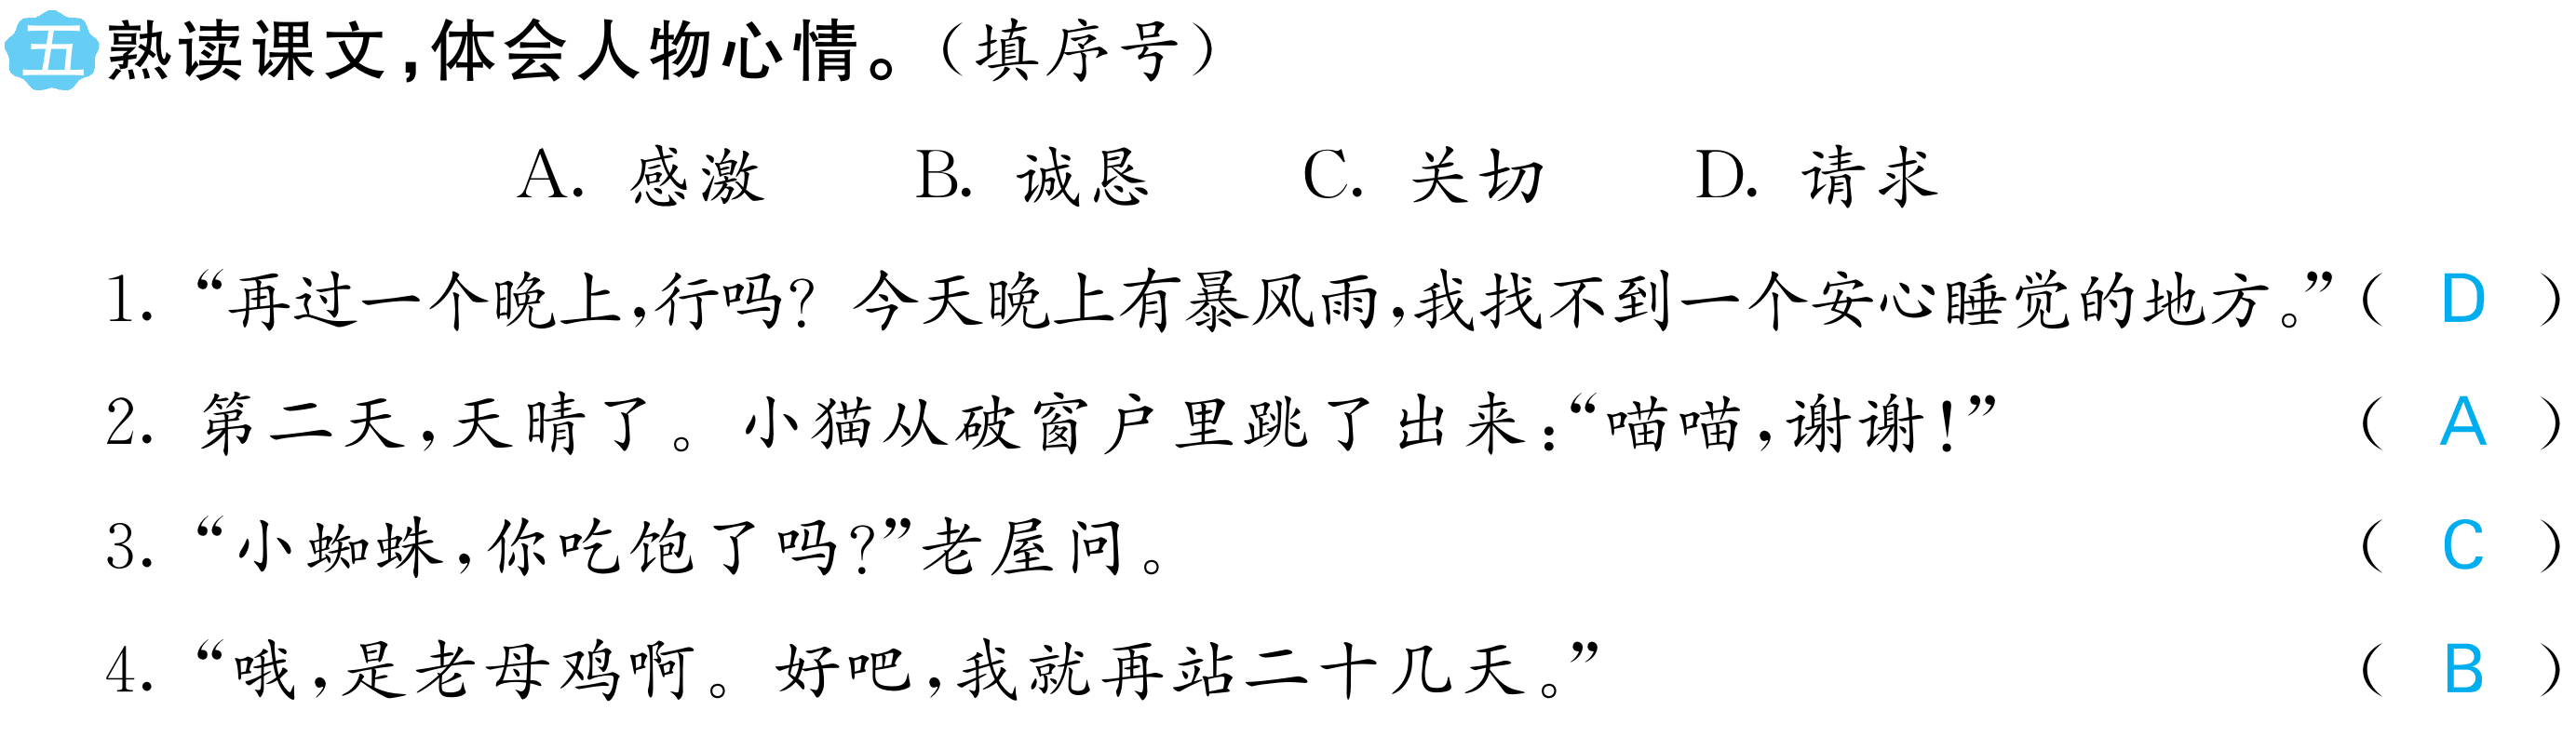 五 熟读课文,体会人物心情。(填序号)
A. 感激 B. 诚恳 C. 关切 D. 请求
1. “再过一个晚上,行吗? 今天晚上有暴风雨,我找不到一个安心睡觉的地方。”( D )
2. 第二天,天晴了。小猫从破窗户里跳了出来:“喵喵,谢谢!” ( A )
3. “小蜘蛛,你吃饱了吗?”老屋问。 ( C )
4. “哦,是老母鸡啊。好吧,我就再站二十几天。” ( B )